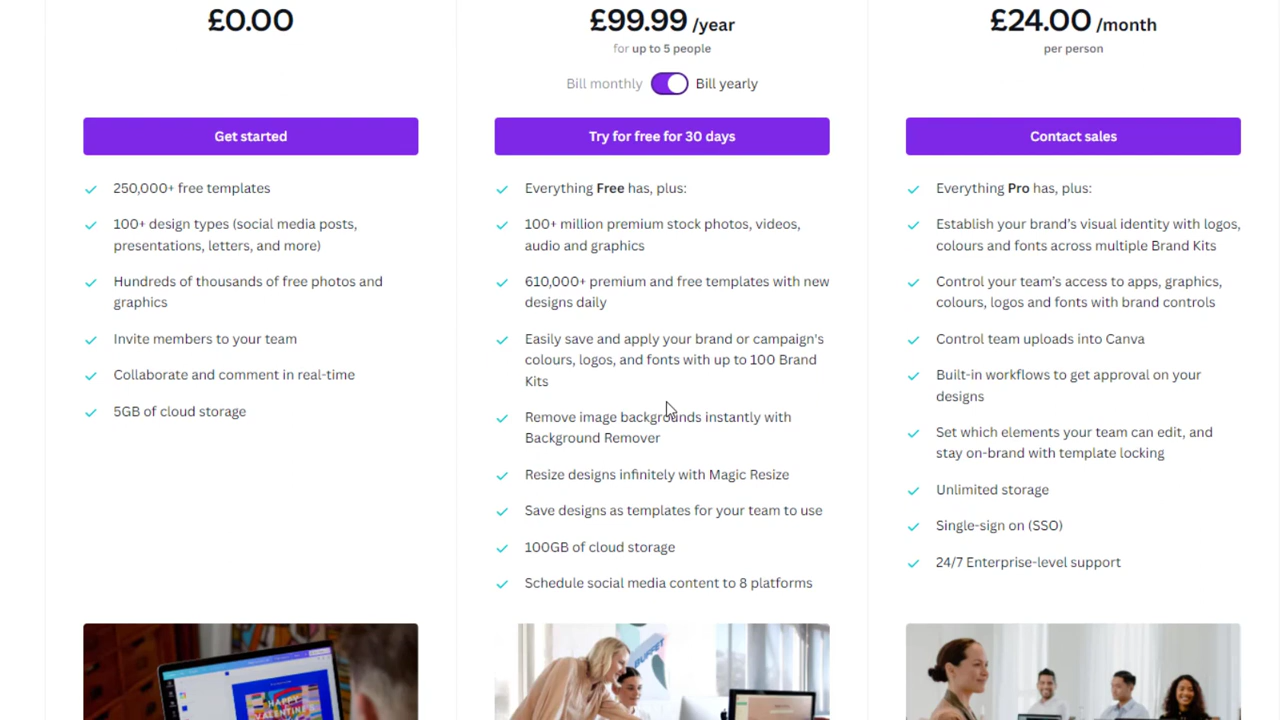 £0.00
Get started
250,000+ free templates
100+ design types (social media posts,
presentations, letters, and more)
Hundreds of thousands of free photos and
graphics
Invite members to your team
Collaborate and comment in real-time
5GB of cloud storage
HAPPY
VALENTINE'S
£99.99 /year
for up to 5 people
Bill monthly
Bill yearly
Try for free for 30 days
Everything Free has, plus:
100+ million premium stock photos, videos,
audio and graphics
610,000+ premium and free templates with new
designs daily
Easily save and apply your brand or campaign's
colours, logos, and fonts with up to 100 Brand
Kits
Remove image backgrounds instantly with
Background Remover
Resize designs infinitely with Magic Resize
Save designs as templates for your team to use
100GB of cloud storage
Schedule social media content to 8 platforms
BUFFET
£24.00 /month
per person
Contact sales
Everything Pro has, plus:
Establish your brand’s visual identity with logos,
colours and fonts across multiple Brand Kits
Control your team’s access to apps, graphics,
colours, logos and fonts with brand controls
Control team uploads into Canva
Built-in workflows to get approval on your
designs
Set which elements your team can edit, and
stay on-brand with template locking
Unlimited storage
Single-sign on (SSO)
24/7 Enterprise-level support